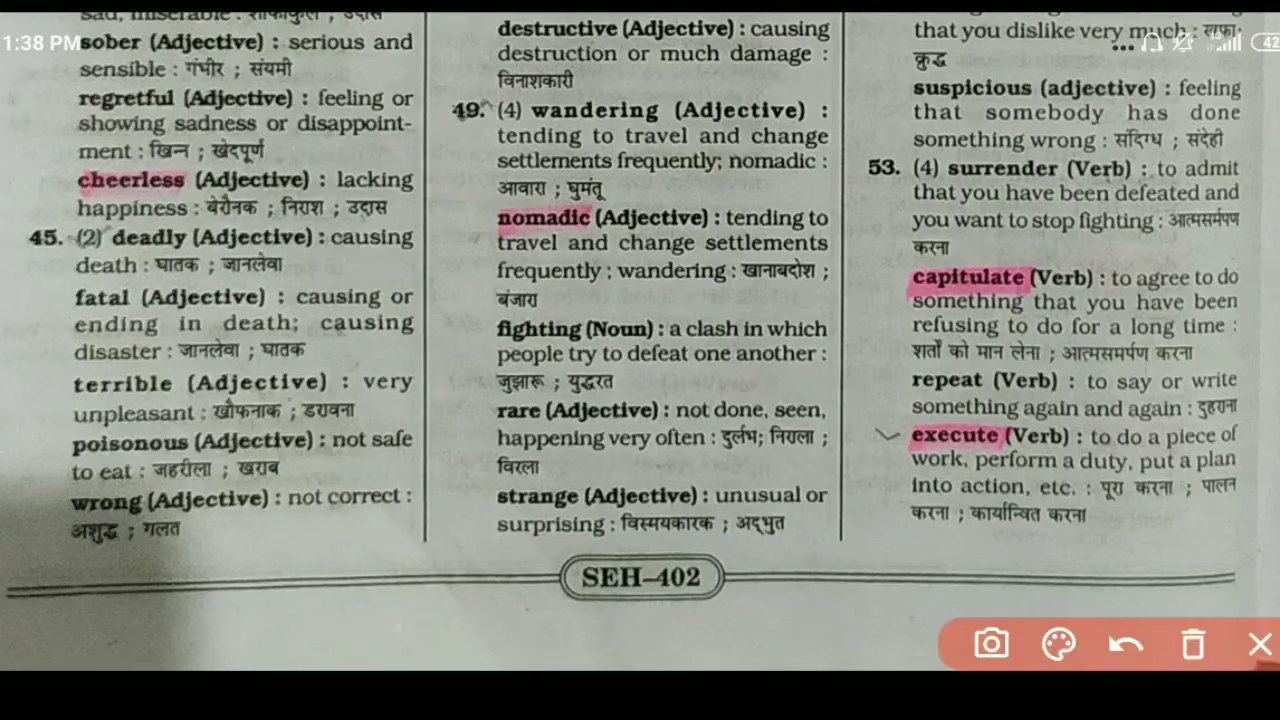 sad, miserable : शोकाकुल ; उदास
sober (Adjective) : serious and
sensible : गंभीर ; संयमी
regretful (Adjective) : feeling or
showing sadness or disappoint-
ment : खिन्न ; खेदपूर्ण
cheerless (Adjective) : lacking
happiness : बेरौनक ; निराश ; उदास
45. (2) deadly (Adjective) : causing
death : घातक ; जानलेवा
fatal (Adjective) : causing or
ending in death; causing
disaster : जानलेवा ; घातक
terrible (Adjective) : very
unpleasant : खौफनाक ; डरावना
poisonous (Adjective) : not safe
to eat : जहरीला ; खराब
wrong (Adjective) : not correct :
अशुद्ध ; गलत
destructive (Adjective) : causing
destruction or much damage :
विनाशकारी
49. (4) wandering (Adjective) :
tending to travel and change
settlements frequently; nomadic :
आवारा ; घुमंतू
nomadic (Adjective) : tending to
travel and change settlements
frequently ; wandering : खानाबदोश ;
बंजारा
fighting (Noun) : a clash in which
people try to defeat one another :
जुझारू ; युद्धरत
rare (Adjective) : not done, seen,
happening very often : दुर्लभ; निराला ;
विरला
strange (Adjective) : unusual or
surprising : विस्मयकारक ; अद्भुत
that you dislike very much : खफा;
क्रुद्ध
suspicious (adjective) : feeling
that somebody has done
something wrong : संदिग्ध ; संदेही
53. (4) surrender (Verb) : to admit
that you have been defeated and
you want to stop fighting : आत्मसर्मपण
करना
capitulate (Verb) : to agree to do
something that you have been
refusing to do for a long time :
शर्तों को मान लेना ; आत्मसमर्पण करना
repeat (Verb) : to say or write
something again and again : दुहराना
execute (Verb) : to do a piece of
work, perform a duty, put a plan
into action, etc. : पूरा करना ; पालन
करना ; कार्यान्वित करना
SEH–402
1:38 PM
4G
42